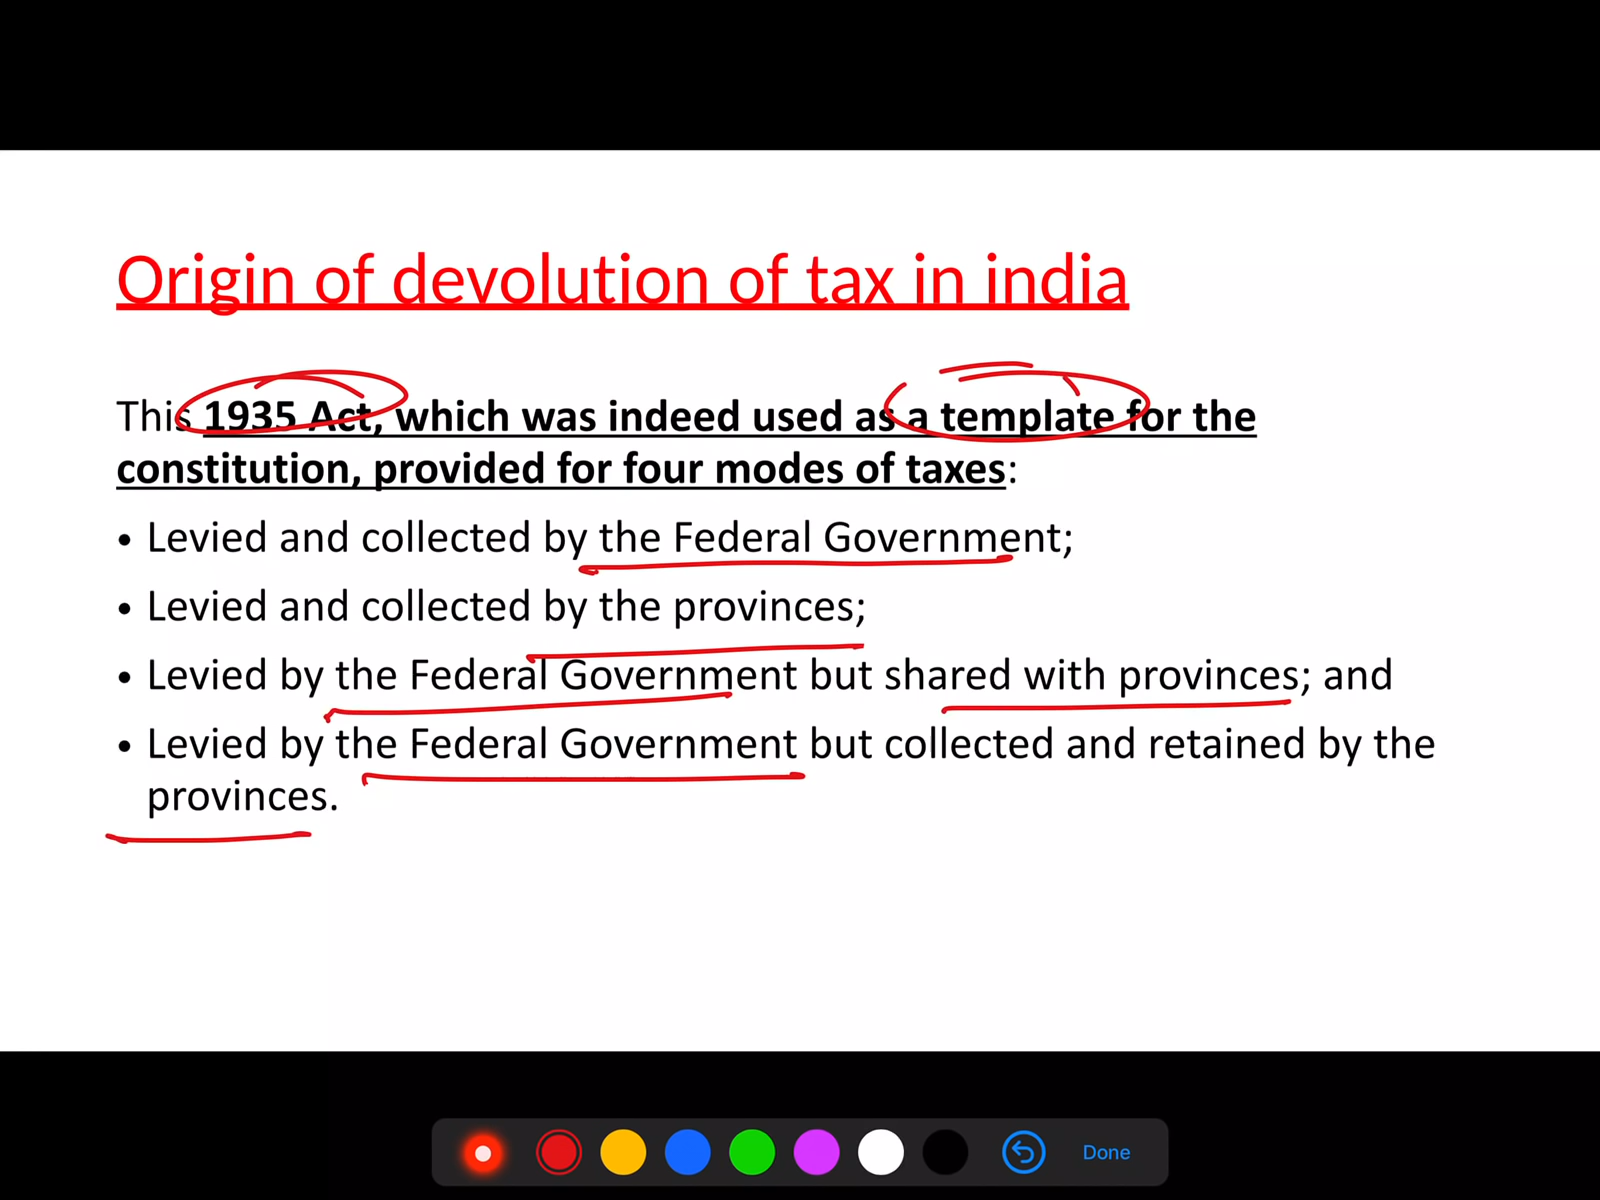 Origin of devolution of tax in india
This 1935 Act, which was indeed used as a template for the
constitution, provided for four modes of taxes:
• Levied and collected by the Federal Government;
• Levied and collected by the provinces;
• Levied by the Federal Government but shared with provinces; and
• Levied by the Federal Government but collected and retained by the
provinces.
Done